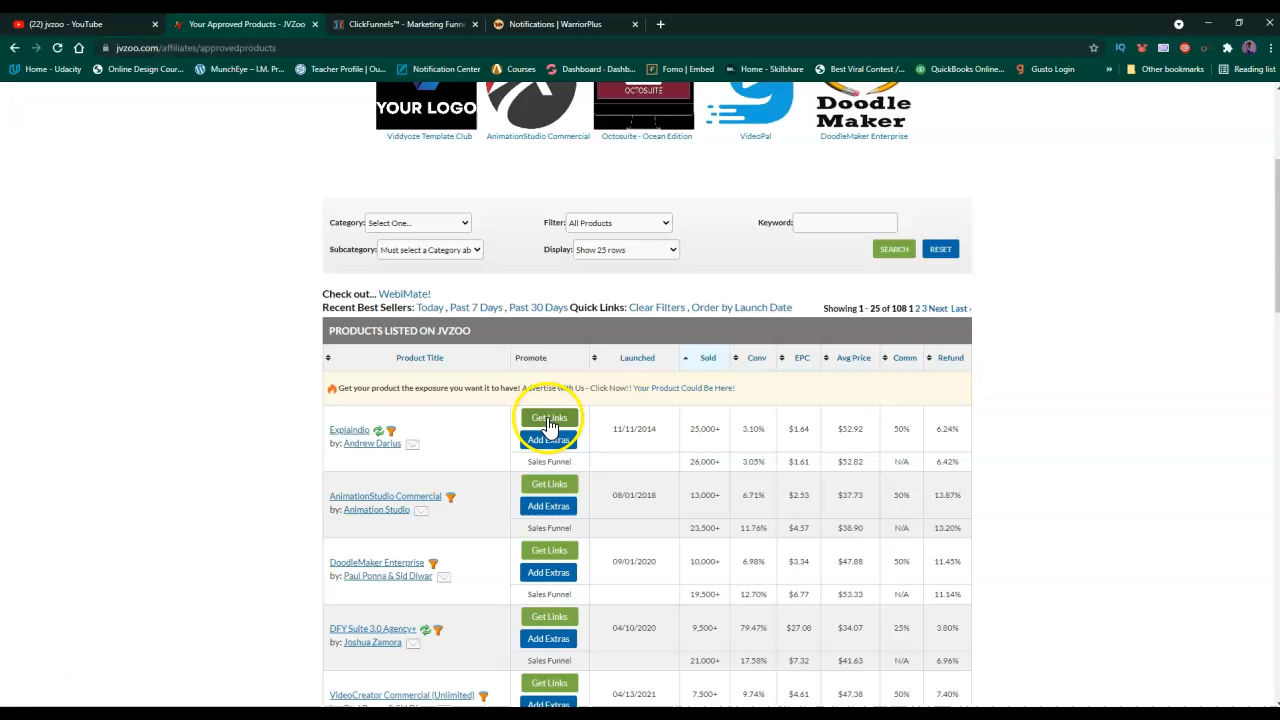 (22) jvzoo - YouTube
Your Approved Products - JVZoo
ClickFunnels™ - Marketing Funne
Notifications | WarriorPlus
jvzoo.com/affiliates/approvedproducts
IQ
Home - Udacity
Online Design Cour...
MunchEye – I.M. Pr...
Teacher Profile | Ou...
Notification Center
Courses
Dashboard - Dashb...
Fomo | Embed
Home - Skillshare
Best Viral Contest /...
QuickBooks Online...
Gusto Login
»
Other bookmarks
Reading list
YOUR LOGO
OCTOSUITE
Doodle
Maker
Viddyoze Template Club
AnimationStudio Commercial
Octosuite - Ocean Edition
VideoPal
DoodleMaker Enterprise
Category: Select One...
Filter: All Products
Keyword:
Subcategory: Must select a Category ab
Display: Show 25 rows
SEARCH
RESET
Check out... WebiMate!
Recent Best Sellers: Today , Past 7 Days , Past 30 Days Quick Links: Clear Filters , Order by Launch Date
Showing 1 - 25 of 108 1 2 3 Next Last ›
PRODUCTS LISTED ON JVZOO
Product Title Promote Launched Sold Conv EPC Avg Price Comm Refund
Get your product the exposure you want it to have! Advertise with Us - Click Now!! Your Product Could Be Here!
Explaindio
by: Andrew Darius
Get Links
Add Extras
11/11/2014 25,000+ 3.10% $1.64 $52.92 50% 6.24%
Sales Funnel 26,000+ 3.05% $1.61 $52.82 N/A 6.42%
AnimationStudio Commercial
by: Animation Studio
Get Links
Add Extras
08/01/2018 13,000+ 6.71% $2.53 $37.73 50% 13.87%
Sales Funnel 23,500+ 11.76% $4.57 $38.90 N/A 13.20%
DoodleMaker Enterprise
by: Paul Ponna & Sid Diwar
Get Links
Add Extras
09/01/2020 10,000+ 6.98% $3.34 $47.88 50% 11.45%
Sales Funnel 19,500+ 12.70% $6.77 $53.33 N/A 11.14%
DFY Suite 3.0 Agency+
by: Joshua Zamora
Get Links
Add Extras
04/10/2020 9,500+ 79.47% $27.08 $34.07 25% 3.80%
Sales Funnel 21,000+ 17.58% $7.32 $41.63 N/A 6.96%
VideoCreator Commercial (Unlimited)
Get Links
Add Extras
04/13/2021 7,500+ 9.74% $4.61 $47.38 50% 7.40%